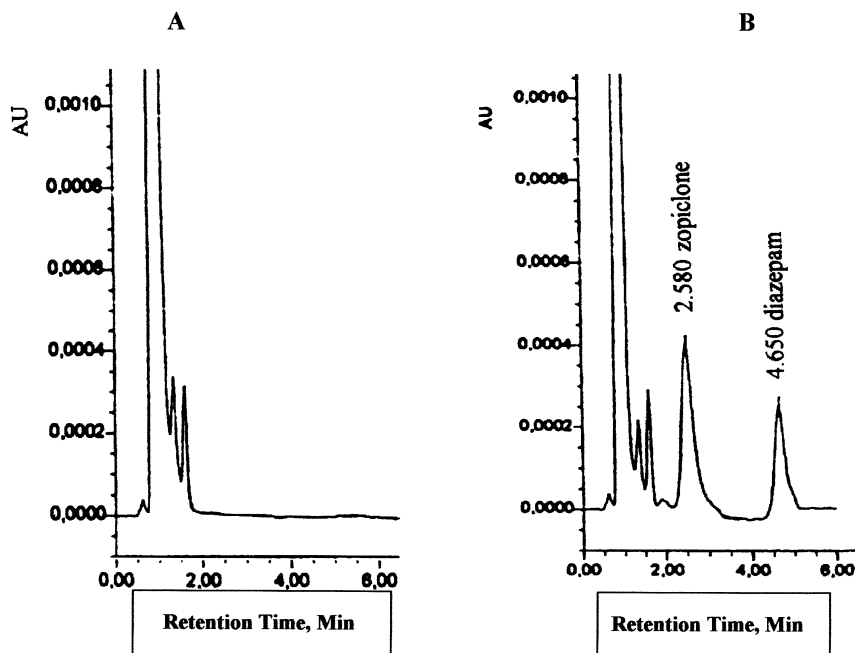 A
AU
0,0010
0,0008
0,0006
0,0004
0,0002
0,0000
0,00
2,00
4,00
6,00
Retention Time, Min
B
AU
0,0010
0,0008
0,0006
0,0004
0,0002
0,0000
2.580 zopiclone
4.650 diazepam
0,00
2,00
4,00
6,00
Retention Time, Min